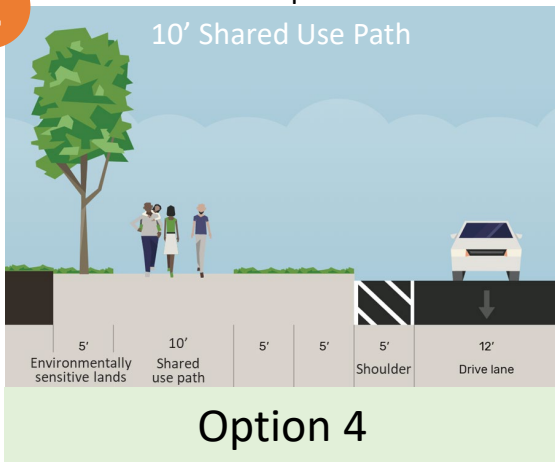 10’ Shared Use Path
5’ 10’ 5’ 5’ 5’ 12’
Environmentally sensitive lands
Shared use path
Shoulder
Drive lane
Option 4